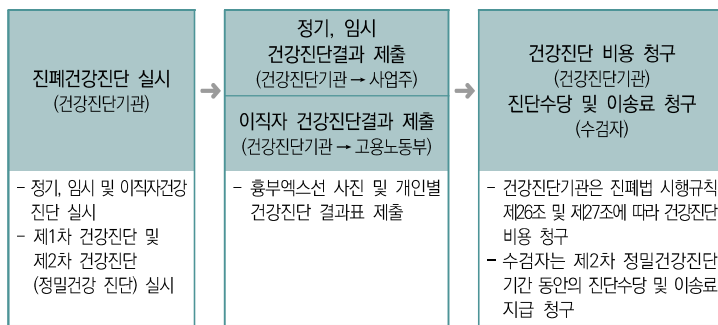 진폐건강진단 실시
(건강진단기관)
- 정기, 임시 및 이직자건강
진단 실시
- 제1차 건강진단 및
제2차 건강진단
(정밀건강 진단) 실시
→
정기, 임시
건강진단결과 제출
(건강진단기관 → 사업주)
이직자 건강진단결과 제출
(건강진단기관 → 고용노동부)
- 흉부엑스선 사진 및 개인별
건강진단 결과표 제출
→
건강진단 비용 청구
(건강진단기관)
진단수당 및 이송료 청구
(수검자)
- 건강진단기관은 진폐법 시행규칙
제26조 및 제27조에 따라 건강진단
비용 청구
- 수검자는 제2차 정밀건강진단
기간 동안의 진단수당 및 이송료
지급 청구